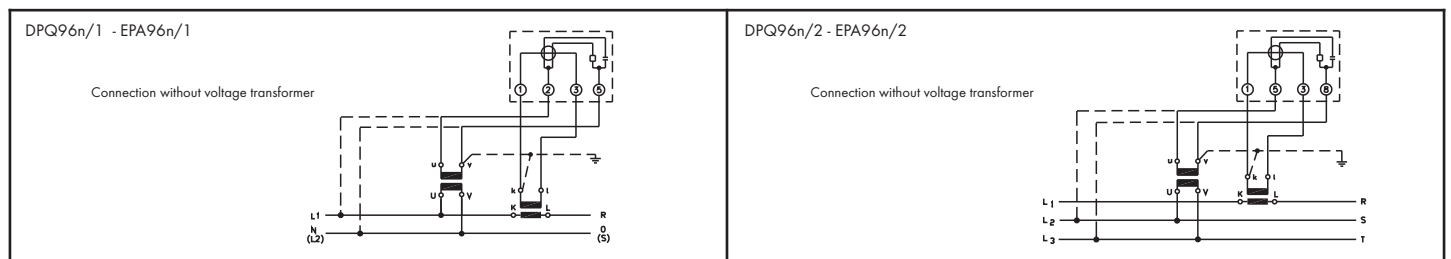 DPQ96n/1 - EPA96n/1
Connection without voltage transformer
1 2 3 5
u v
U V
k l
K L
L1 R
N 0
(L2) (S)
DPQ96n/2 - EPA96n/2
Connection without voltage transformer
1 5 3 8
u v
k l
U V
K L
L1 R
L2 S
L3 T